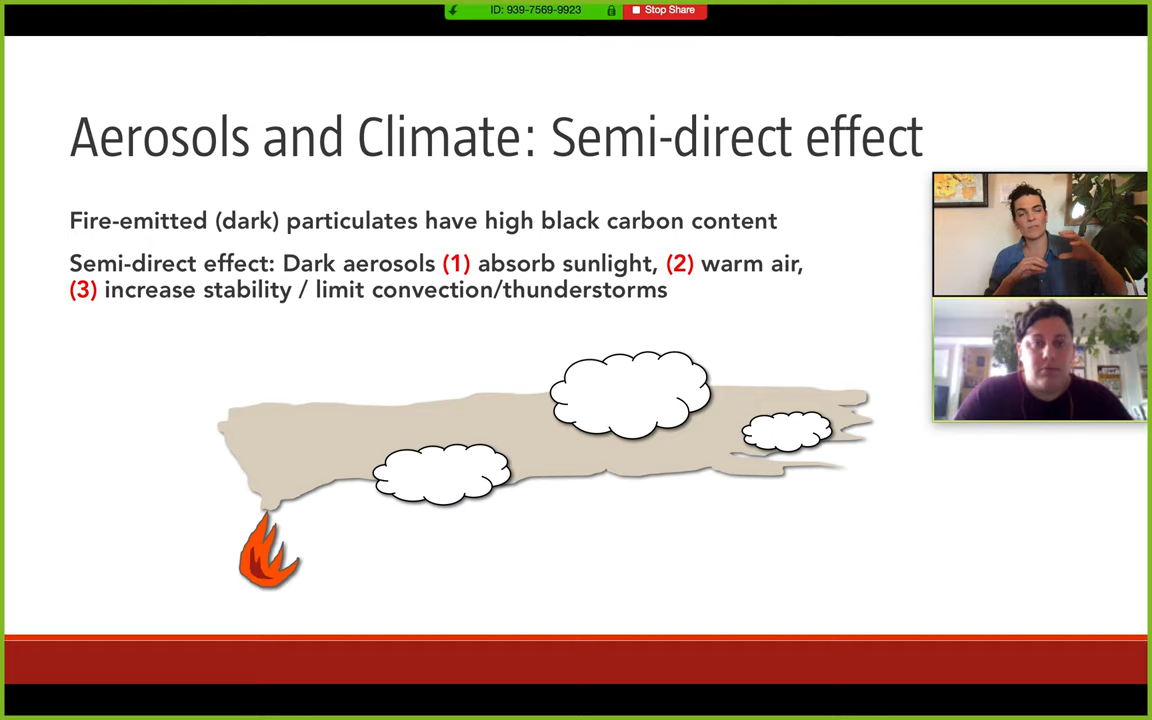 ID: 939-7569-9923
Stop Share
Aerosols and Climate: Semi-direct effect
Fire-emitted (dark) particulates have high black carbon content
Semi-direct effect: Dark aerosols (1) absorb sunlight, (2) warm air,
(3) increase stability / limit convection/thunderstorms